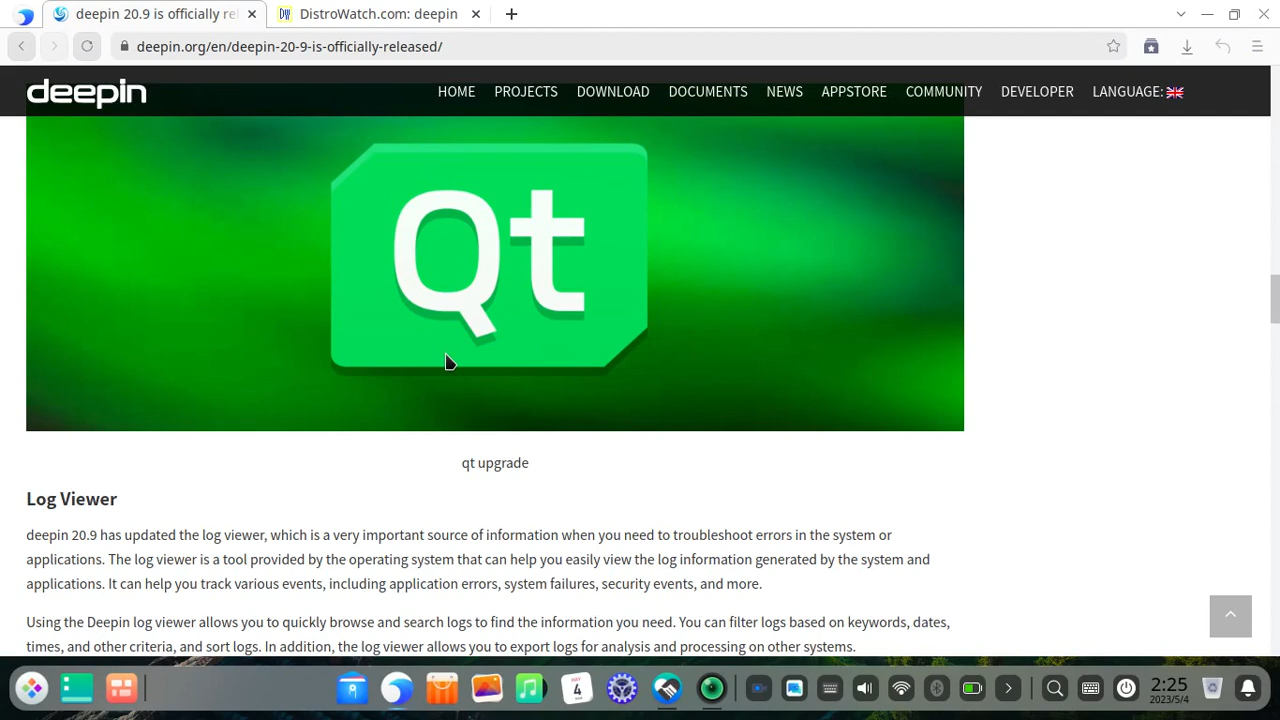 deepin 20.9 is officially rel
DistroWatch.com: deepin
deepin.org/en/deepin-20-9-is-officially-released/
deepin
HOME PROJECTS DOWNLOAD DOCUMENTS NEWS APPSTORE COMMUNITY DEVELOPER LANGUAGE:
Qt
qt upgrade
Log Viewer
deepin 20.9 has updated the log viewer, which is a very important source of information when you need to troubleshoot errors in the system or
applications. The log viewer is a tool provided by the operating system that can help you easily view the log information generated by the system and
applications. It can help you track various events, including application errors, system failures, security events, and more.
Using the Deepin log viewer allows you to quickly browse and search logs to find the information you need. You can filter logs based on keywords, dates,
times, and other criteria, and sort logs. In addition, the log viewer allows you to export logs for analysis and processing on other systems.
MAY
4
2:25
2023/5/4